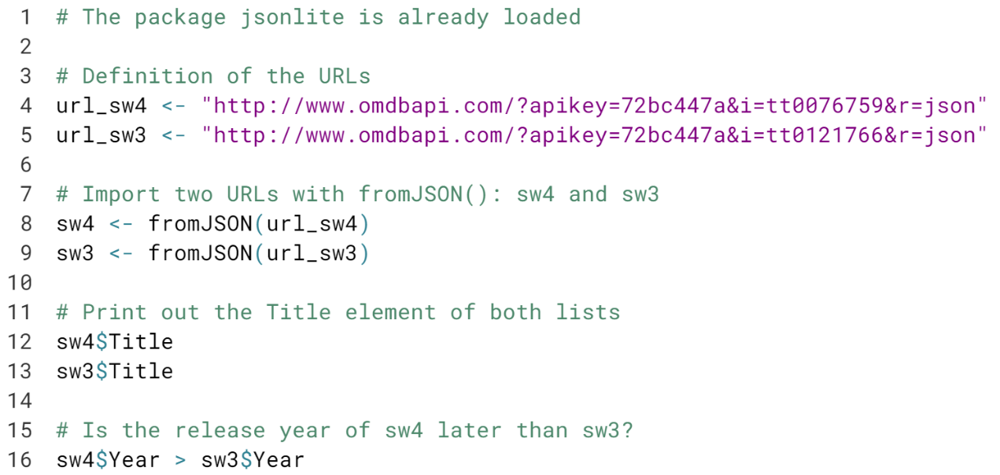 1 # The package jsonlite is already loaded
2
3 # Definition of the URLs
4 url_sw4 <- "http://www.omdbapi.com/?apikey=72bc447a&i=tt0076759&r=json"
5 url_sw3 <- "http://www.omdbapi.com/?apikey=72bc447a&i=tt0121766&r=json"
6
7 # Import two URLs with fromJSON(): sw4 and sw3
8 sw4 <- fromJSON(url_sw4)
9 sw3 <- fromJSON(url_sw3)
10
11 # Print out the Title element of both lists
12 sw4$Title
13 sw3$Title
14
15 # Is the release year of sw4 later than sw3?
16 sw4$Year > sw3$Year